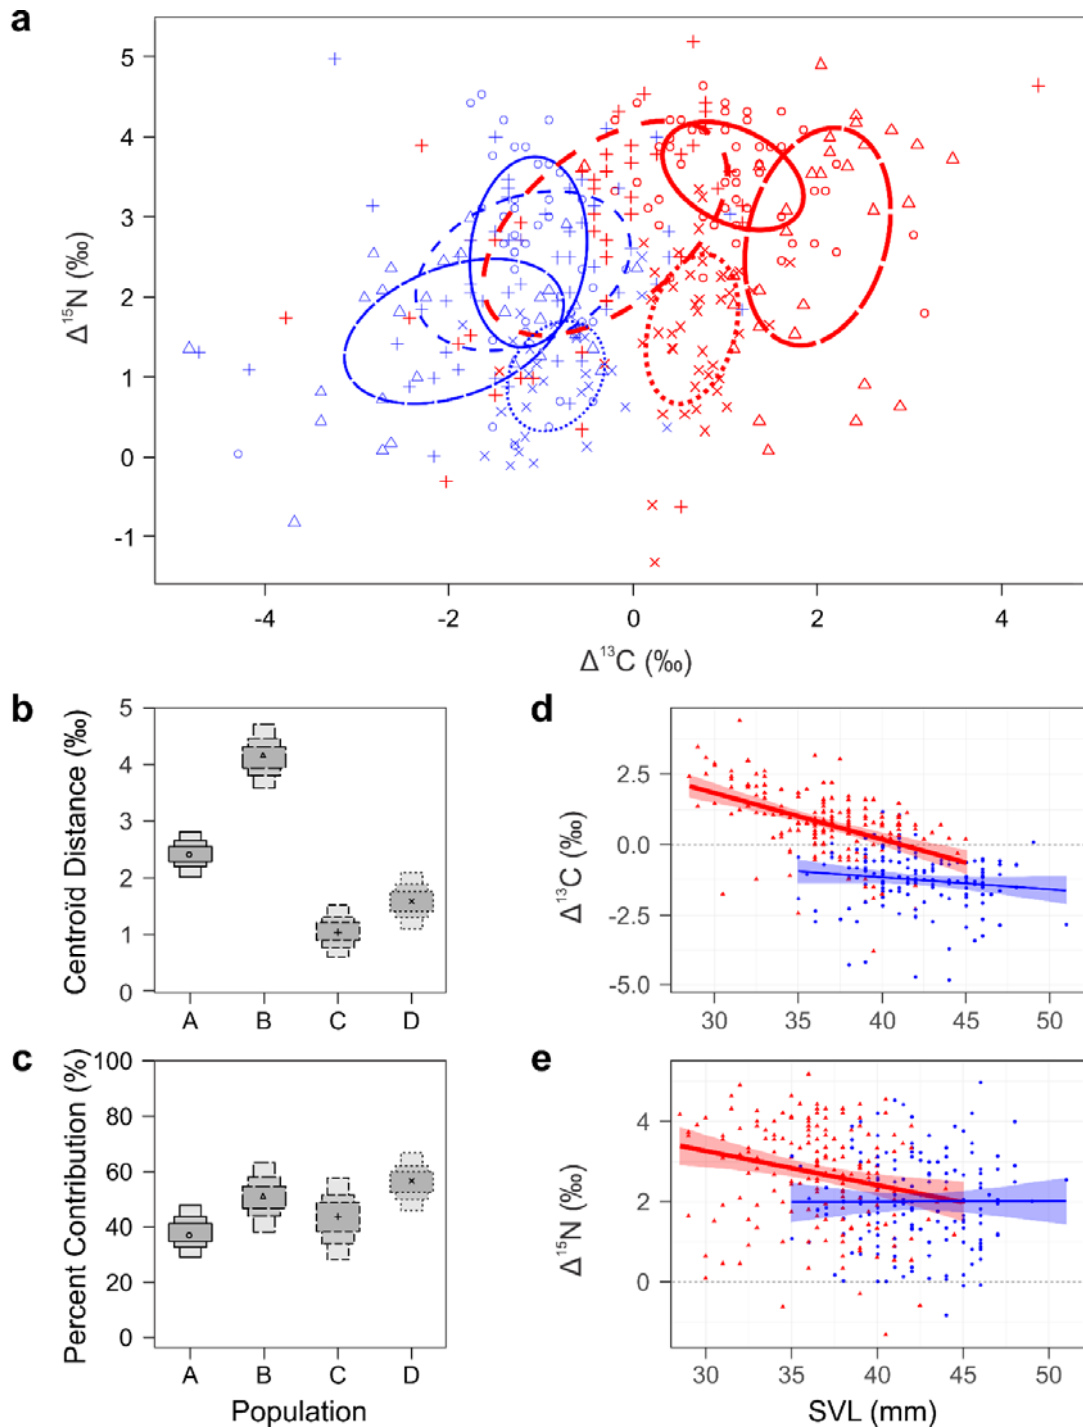 a
Δ¹⁵N (‰)
5
4
3
2
1
0
-1
-4
-2
0
2
4
Δ¹³C (‰)
b
Centroid Distance (‰)
5
4
3
2
1
0
A
B
C
D
c
Percent Contribution (%)
100
80
60
40
20
0
A
B
C
D
Population
d
Δ¹³C (‰)
2.5
0.0
-2.5
-5.0
30
35
40
45
50
e
Δ¹⁵N (‰)
4
2
0
30
35
40
45
50
SVL (mm)